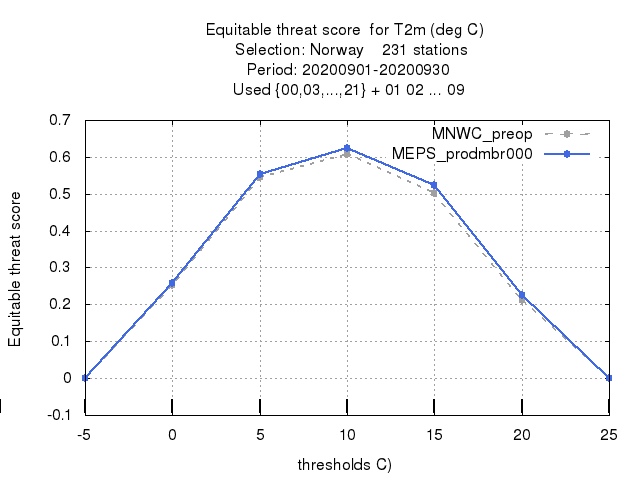 Equitable threat score for T2m (deg C)
Selection: Norway 231 stations
Period: 20200901-20200930
Used {00,03,...,21} + 01 02 ... 09
MNWC_preop
MEPS_prodmbr000
Equitable threat score
0.7
0.6
0.5
0.4
0.3
0.2
0.1
0
-0.1
-5 0 5 10 15 20 25
thresholds C)